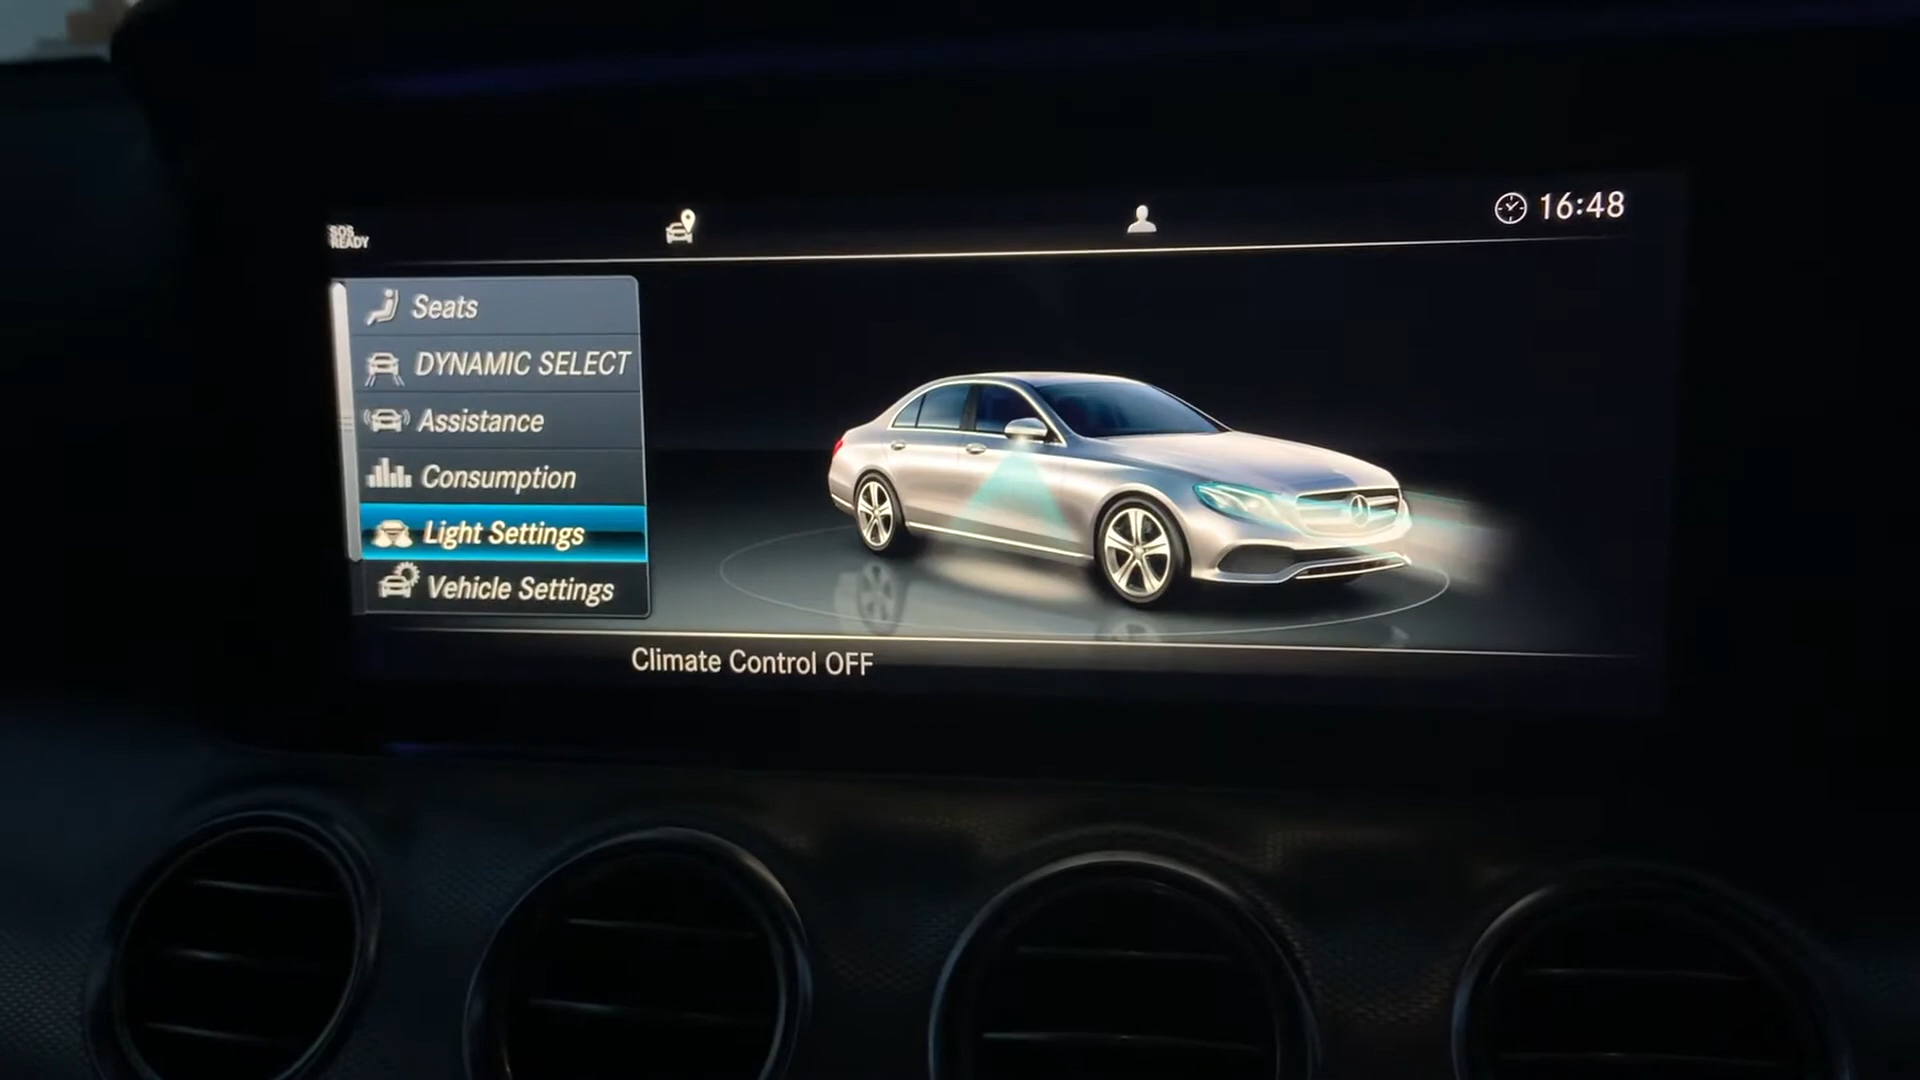 SOS
READY
16:48
Seats
DYNAMIC SELECT
Assistance
Consumption
Light Settings
Vehicle Settings
Climate Control OFF